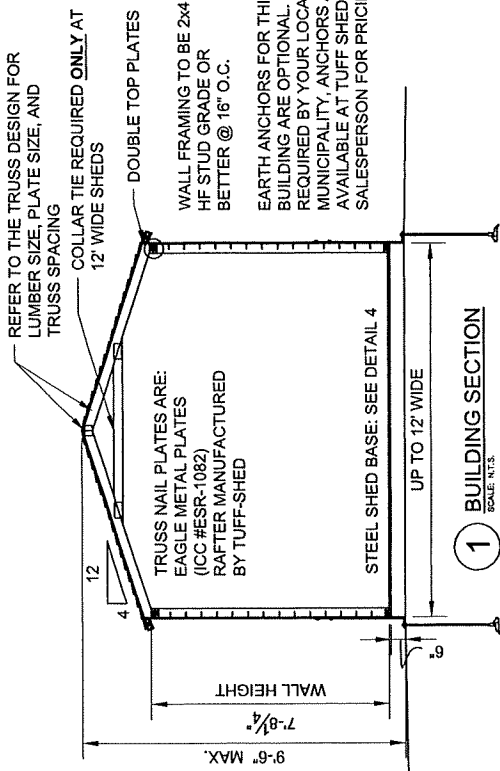 REFER TO THE TRUSS DESIGN FOR
LUMBER SIZE, PLATE SIZE, AND
TRUSS SPACING
COLLAR TIE REQUIRED ONLY AT
12' WIDE SHEDS
DOUBLE TOP PLATES
12
4
WALL FRAMING TO BE 2x4
HF STUD GRADE OR
BETTER @ 16" O.C.
TRUSS NAIL PLATES ARE:
EAGLE METAL PLATES
(ICC #ESR-1082)
RAFTER MANUFACTURED
BY TUFF-SHED
EARTH ANCHORS FOR THI
BUILDING ARE OPTIONAL.
REQUIRED BY YOUR LOCA
MUNICIPALITY, ANCHORS
AVAILABLE AT TUFF SHED
SALESPERSON FOR PRICI
9'-6" MAX.
7'-8 1/4"
WALL HEIGHT
STEEL SHED BASE: SEE DETAIL 4
6"
UP TO 12' WIDE
1 BUILDING SECTION
SCALE: N.T.S.